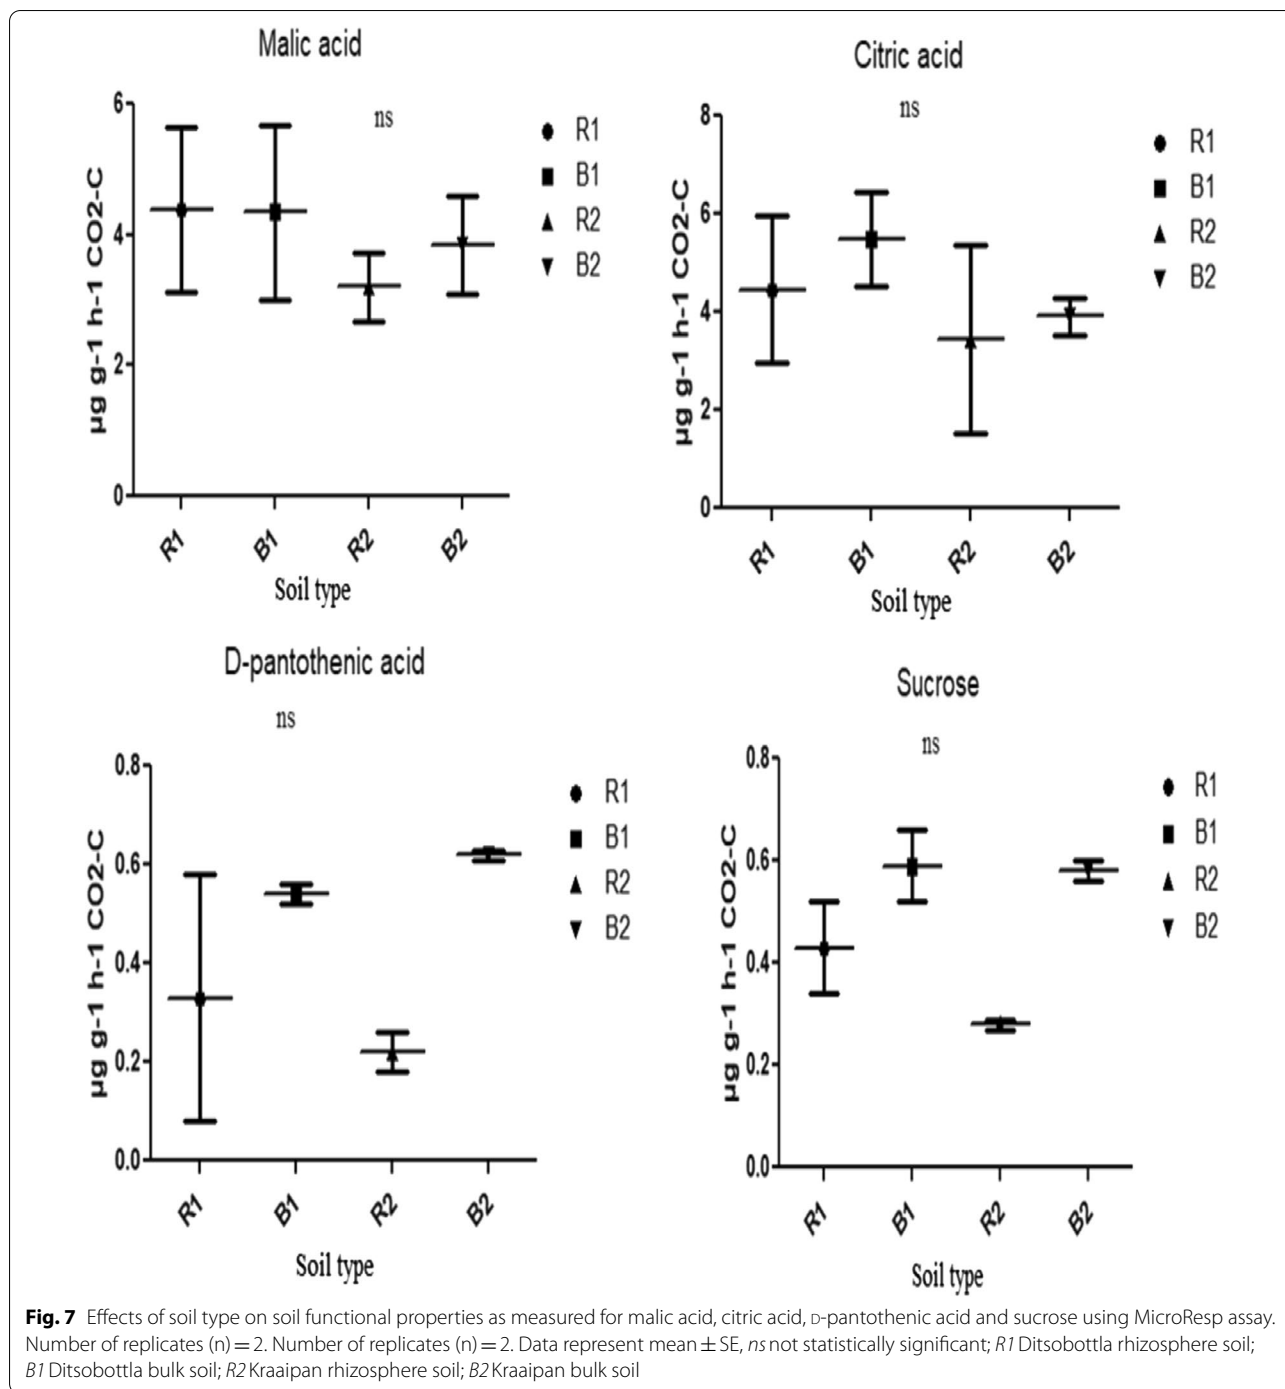 Malic acid
ns
6
4
2
0
µg g-1 h-1 CO2-C
R1
B1
R2
B2
R1
B1
R2
B2
Soil type
Citric acid
ns
8
6
4
2
0
µg g-1 h-1 CO2-C
R1
B1
R2
B2
R1
B1
R2
B2
Soil type
D-pantothenic acid
ns
0.8
0.6
0.4
0.2
0.0
µg g-1 h-1 CO2-C
R1
B1
R2
B2
R1
B1
R2
B2
Soil type
Sucrose
ns
0.8
0.6
0.4
0.2
0.0
µg g-1 h-1 CO2-C
R1
B1
R2
B2
R1
B1
R2
B2
Soil type
Fig. 7 Effects of soil type on soil functional properties as measured for malic acid, citric acid, D-pantothenic acid and sucrose using MicroResp assay.
Number of replicates (n) = 2. Number of replicates (n) = 2. Data represent mean ± SE, ns not statistically significant; R1 Ditsobottla rhizosphere soil;
B1 Ditsobottla bulk soil; R2 Kraaipan rhizosphere soil; B2 Kraaipan bulk soil